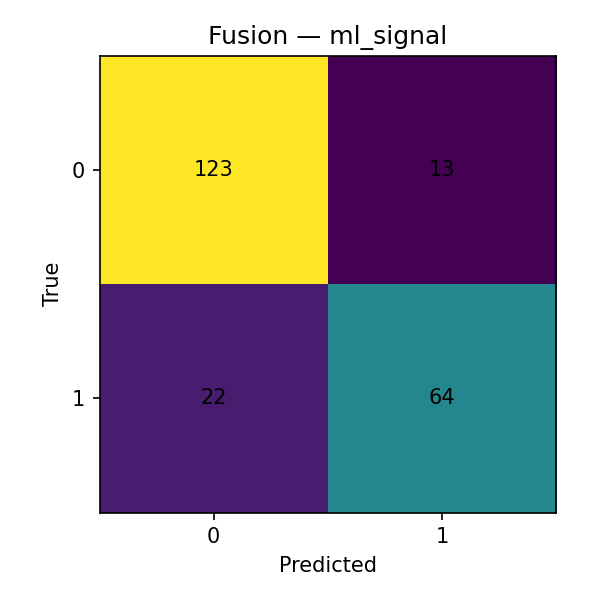 Fusion — ml_signal
True
0
123
13
1
22
64
0
1
Predicted